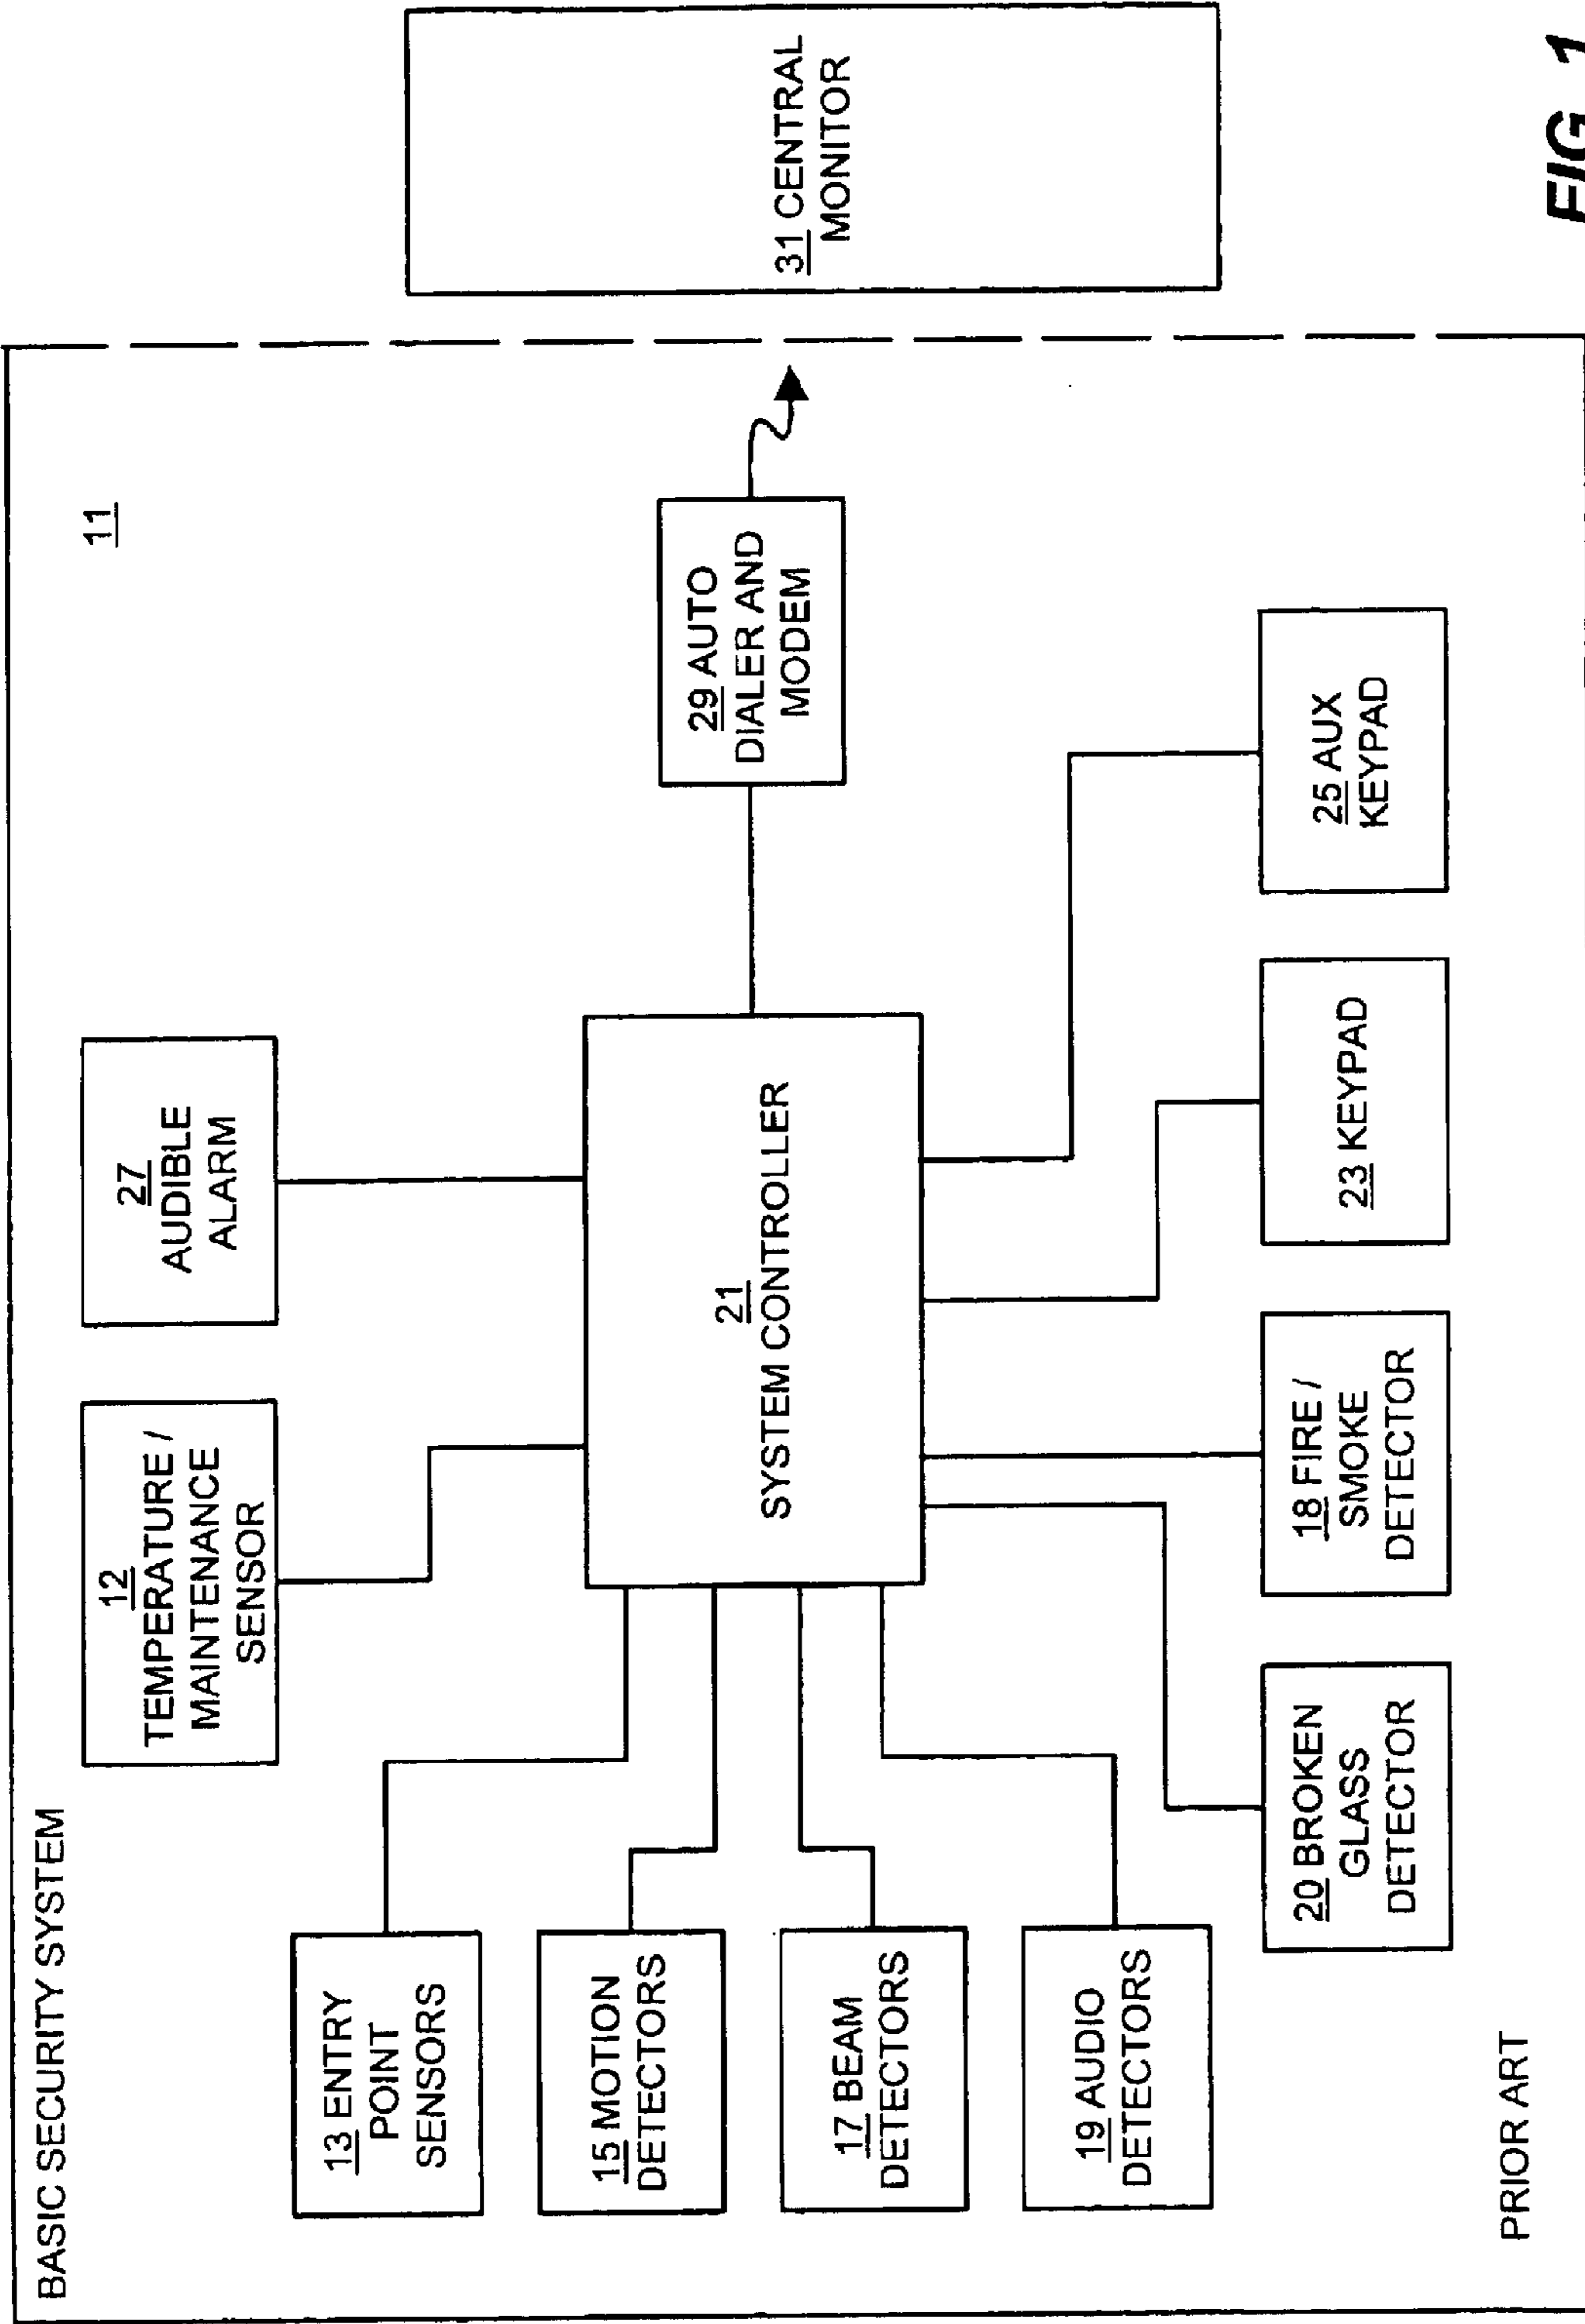 BASIC SECURITY SYSTEM
11
12
TEMPERATURE /
MAINTENANCE
SENSOR
27
AUDIBLE
ALARM
13 ENTRY
POINT
SENSORS
15 MOTION
DETECTORS
17 BEAM
DETECTORS
19 AUDIO
DETECTORS
21
SYSTEM CONTROLLER
29 AUTO
DIALER AND
MODEM
31 CENTRAL
MONITOR
20 BROKEN
GLASS
DETECTOR
18 FIRE /
SMOKE
DETECTOR
23 KEYPAD
25 AUX
KEYPAD
PRIOR ART
FIG. 1